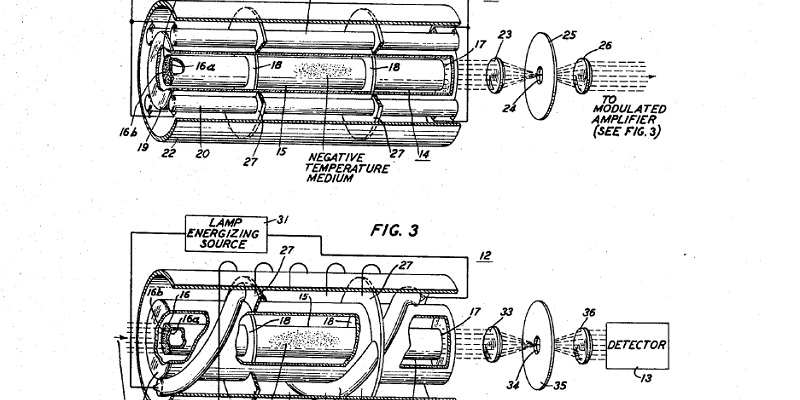 23
25
26
17
16a
18
18
24
TO
MODULATED
AMPLIFIER
(SEE FIG. 3)
16b
19
22
20
27
15
27
14
NEGATIVE
TEMPERATURE
MEDIUM
LAMP
ENERGIZING
SOURCE
31
FIG. 3
12
27
27
16b
16
16a
15
18
18
17
33
36
DETECTOR
34
35
13